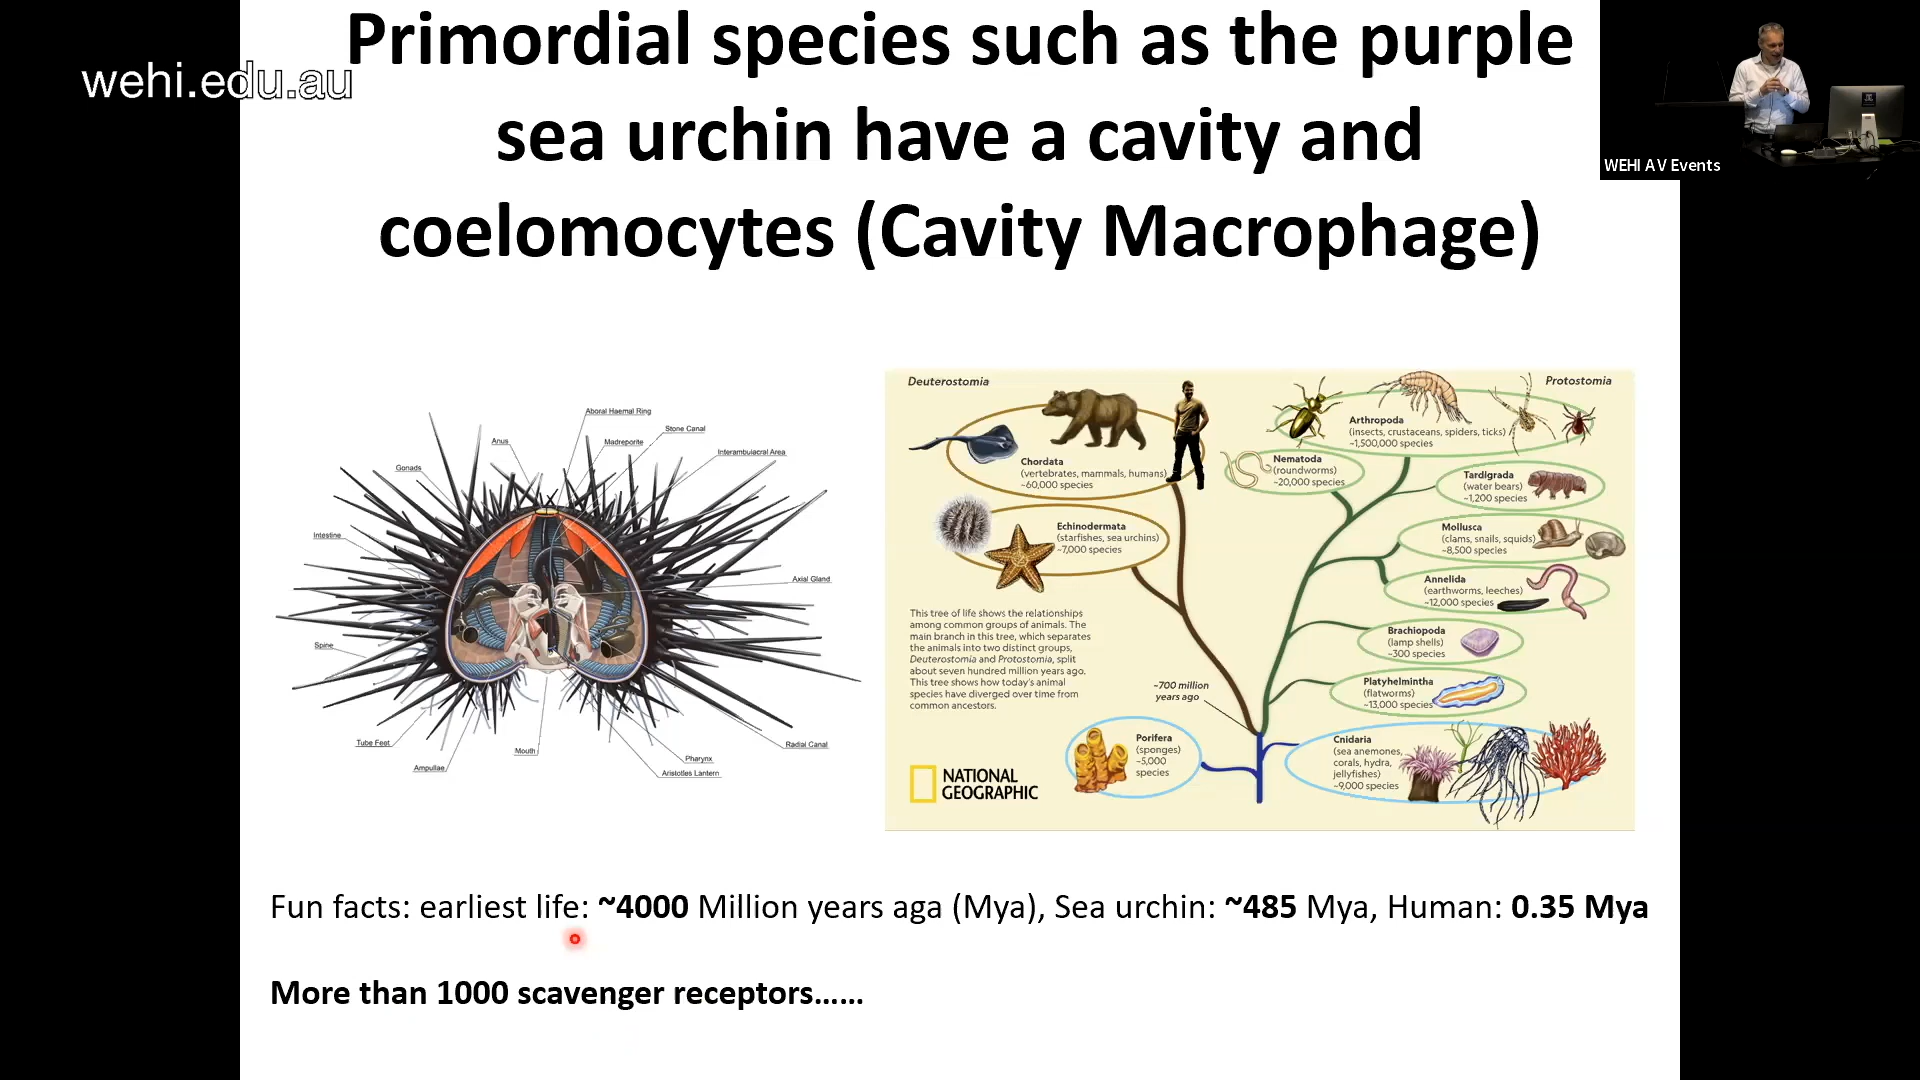 Primordial species such as the purple
sea urchin have a cavity and
coelomocytes (Cavity Macrophage)
wehi.edu.au
WEHI AV Events
Aboral Haemal Ring
Stone Canal
Anus
Madreporite
Interambulacral Area
Gonads
Intestine
Axial Gland
Spine
Tube Feet
Mouth
Radial Canal
Pharynx
Ampullae
Aristotles Lantern
Deuterostomia
Protostomia
Chordata
(vertebrates, mammals, humans)
~60,000 species
Echinodermata
(starfishes, sea urchins)
~7,000 species
Arthropoda
(insects, crustaceans, spiders, ticks)
~1,500,000 species
Nematoda
(roundworms)
~20,000 species
Tardigrada
(water bears)
~1,200 species
Mollusca
(clams, snails, squids)
~8,500 species
Annelida
(earthworms, leeches)
~12,000 species
Brachiopoda
(lamp shells)
~300 species
Platyhelmintha
(flatworms)
~13,000 species
This tree of life shows the relationships
among common groups of animals. The
main branch in this tree, which separates
the animals into two distinct groups,
Deuterostomia and Protostomia, split
about seven hundred million years ago.
This tree shows how today's animal
species have diverged over time from
common ancestors.
~700 million
years ago
Porifera
(sponges)
~5,000
species
Cnidaria
(sea anemones,
corals, hydra,
jellyfishes)
~9,000 species
NATIONAL
GEOGRAPHIC
Fun facts: earliest life: ~4000 Million years aga (Mya), Sea urchin: ~485 Mya, Human: 0.35 Mya
More than 1000 scavenger receptors......